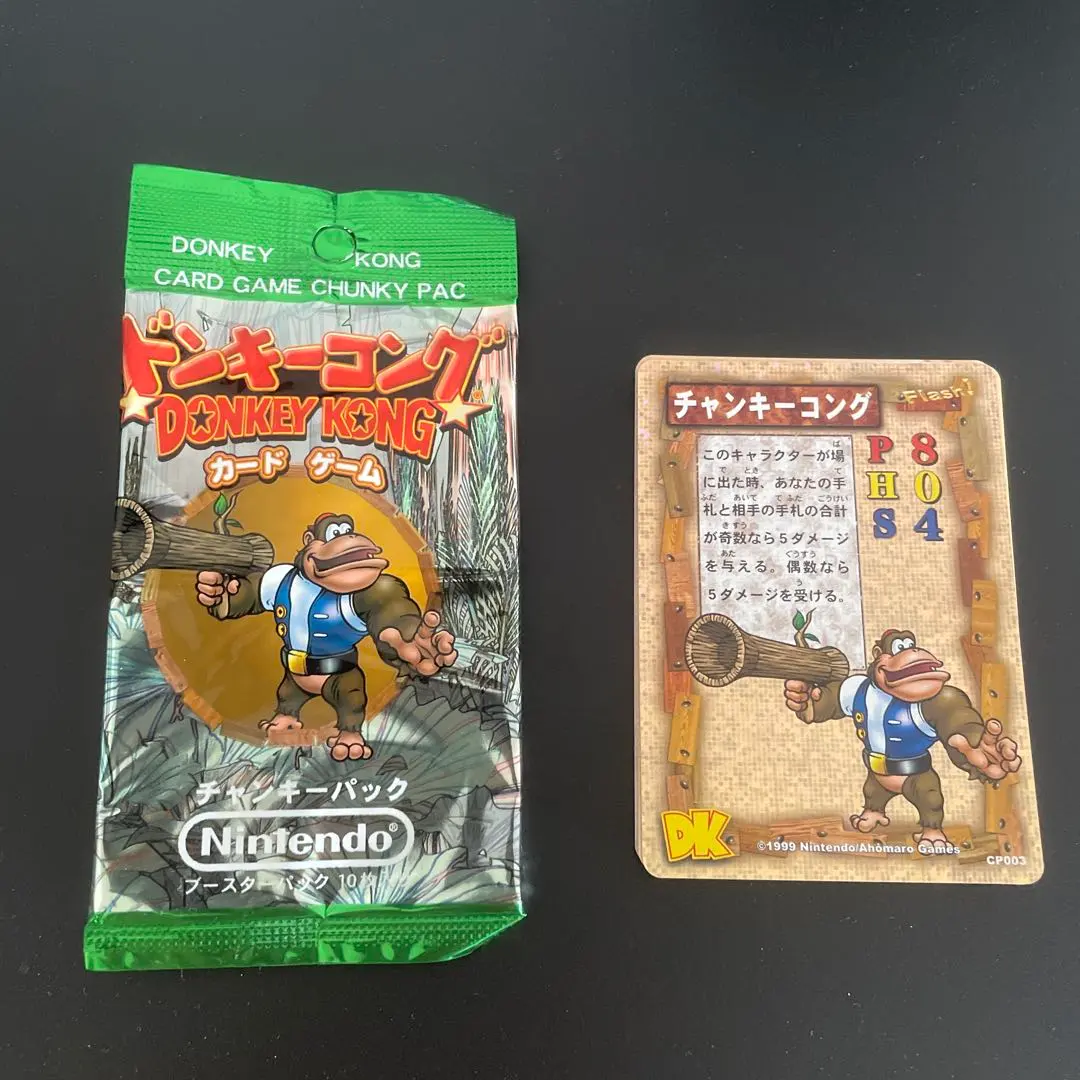 DONKEY KONG
CARD GAME CHUNKY PAC
ドンキーコング
DONKEY KONG
カード ゲーム
チャンキーパック
Nintendo®
ブースターパック 10枚
チャンキーコング
Flash!
このキャラクターが場
に出た時、あなたの手
札と相手の手札の合計
が奇数なら5ダメージ
を与える。偶数なら
5ダメージを受ける。
P 8
H 0
S 4
DK
©1999 Nintendo/Ahomaro Games
CP003